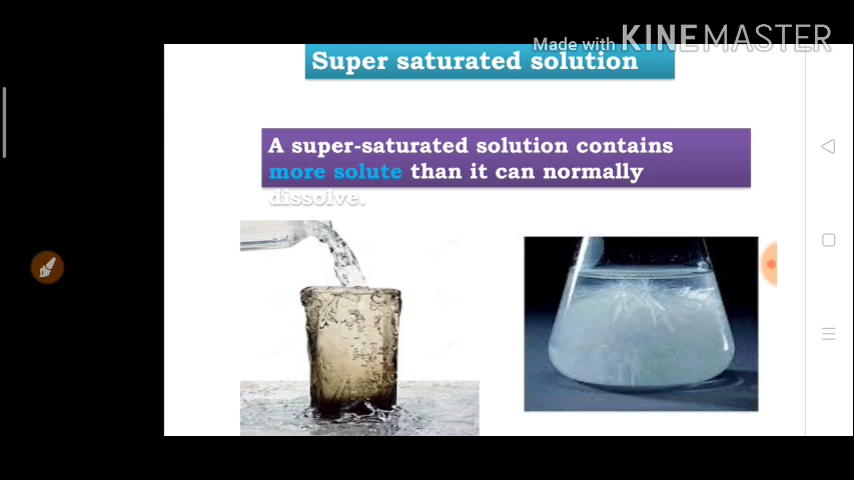 Made with KINEMASTER
Super saturated solution
A super-saturated solution contains
more solute than it can normally
dissolve.